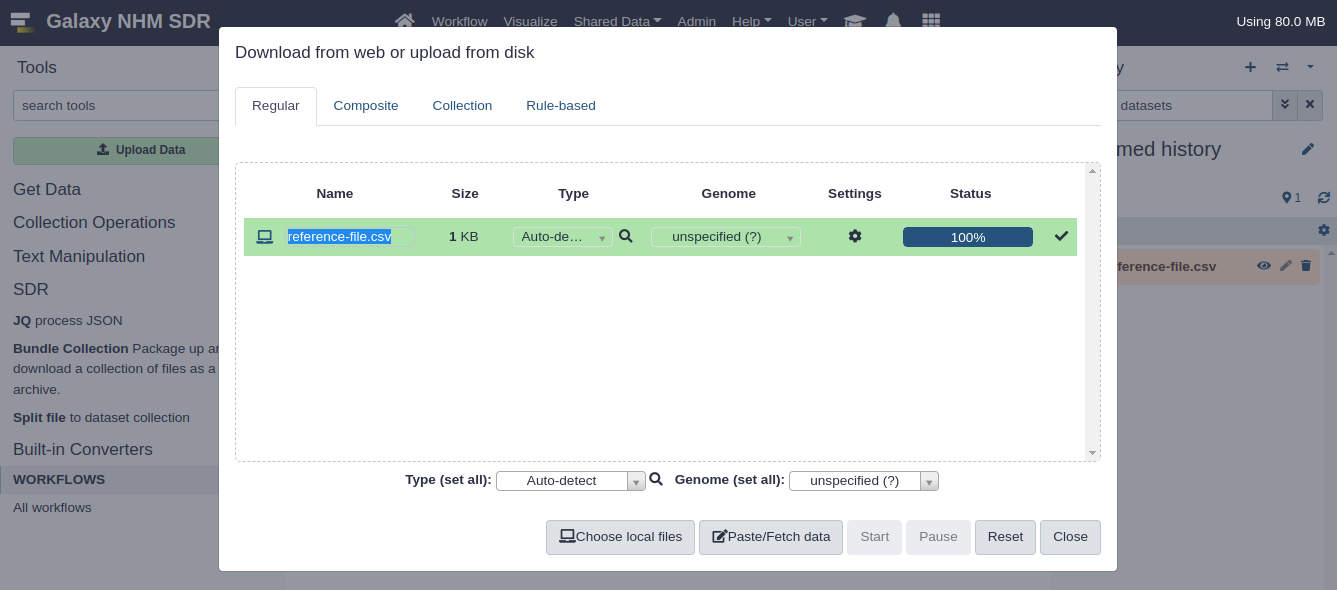 Galaxy NHM SDR
Workflow Visualize Shared Data Admin Help User
Using 80.0 MB
Tools
search tools
Upload Data
Get Data
Collection Operations
Text Manipulation
SDR
JQ process JSON
Bundle Collection Package up
download a collection of files as a
archive.
Split file to dataset collection
Built-in Converters
WORKFLOWS
All workflows
Download from web or upload from disk
Regular Composite Collection Rule-based
Name Size Type Genome Settings Status
reference-file.csv 1 KB Auto-de... unspecified (?) 100%
Type (set all): Auto-detect Genome (set all): unspecified (?)
Choose local files Paste/Fetch data Start Pause Reset Close
y
datasets
med history
1
ference-file.csv